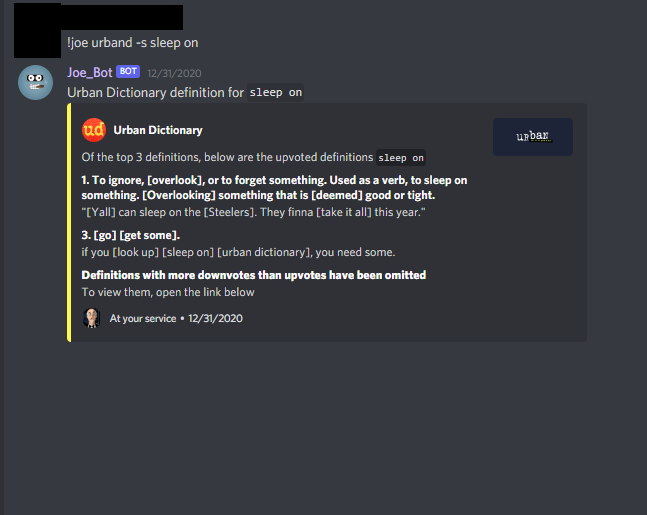 !joe urband -s sleep on
Joe_Bot BOT 12/31/2020
Urban Dictionary definition for sleep on
ud Urban Dictionary
urban
Of the top 3 definitions, below are the upvoted definitions sleep on
1. To ignore, [overlook], or to forget something. Used as a verb, to sleep on
something. [Overlooking] something that is [deemed] good or tight.
"[Yall] can sleep on the [Steelers]. They finna [take it all] this year."
3. [go] [get some].
if you [look up] [sleep on] [urban dictionary], you need some.
Definitions with more downvotes than upvotes have been omitted
To view them, open the link below
At your service • 12/31/2020